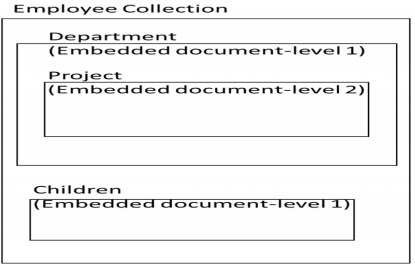 Employee Collection
Department
(Embedded document-level 1)
Project
(Embedded document-level 2)
Children
(Embedded document-level 1)